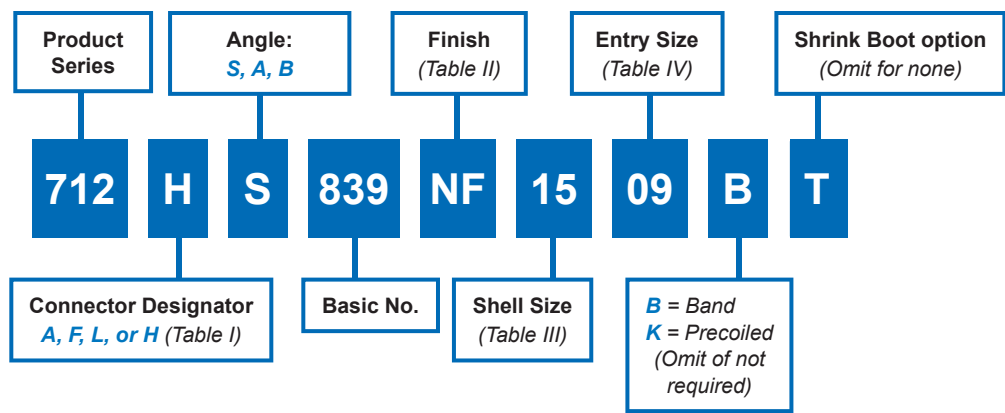 Product
Series
Angle:
S, A, B
Finish
(Table II)
Entry Size
(Table IV)
Shrink Boot option
(Omit for none)
712 H S 839 NF 15 09 B T
Connector Designator
A, F, L, or H (Table I)
Basic No.
Shell Size
(Table III)
B = Band
K = Precoiled
(Omit of not
required)